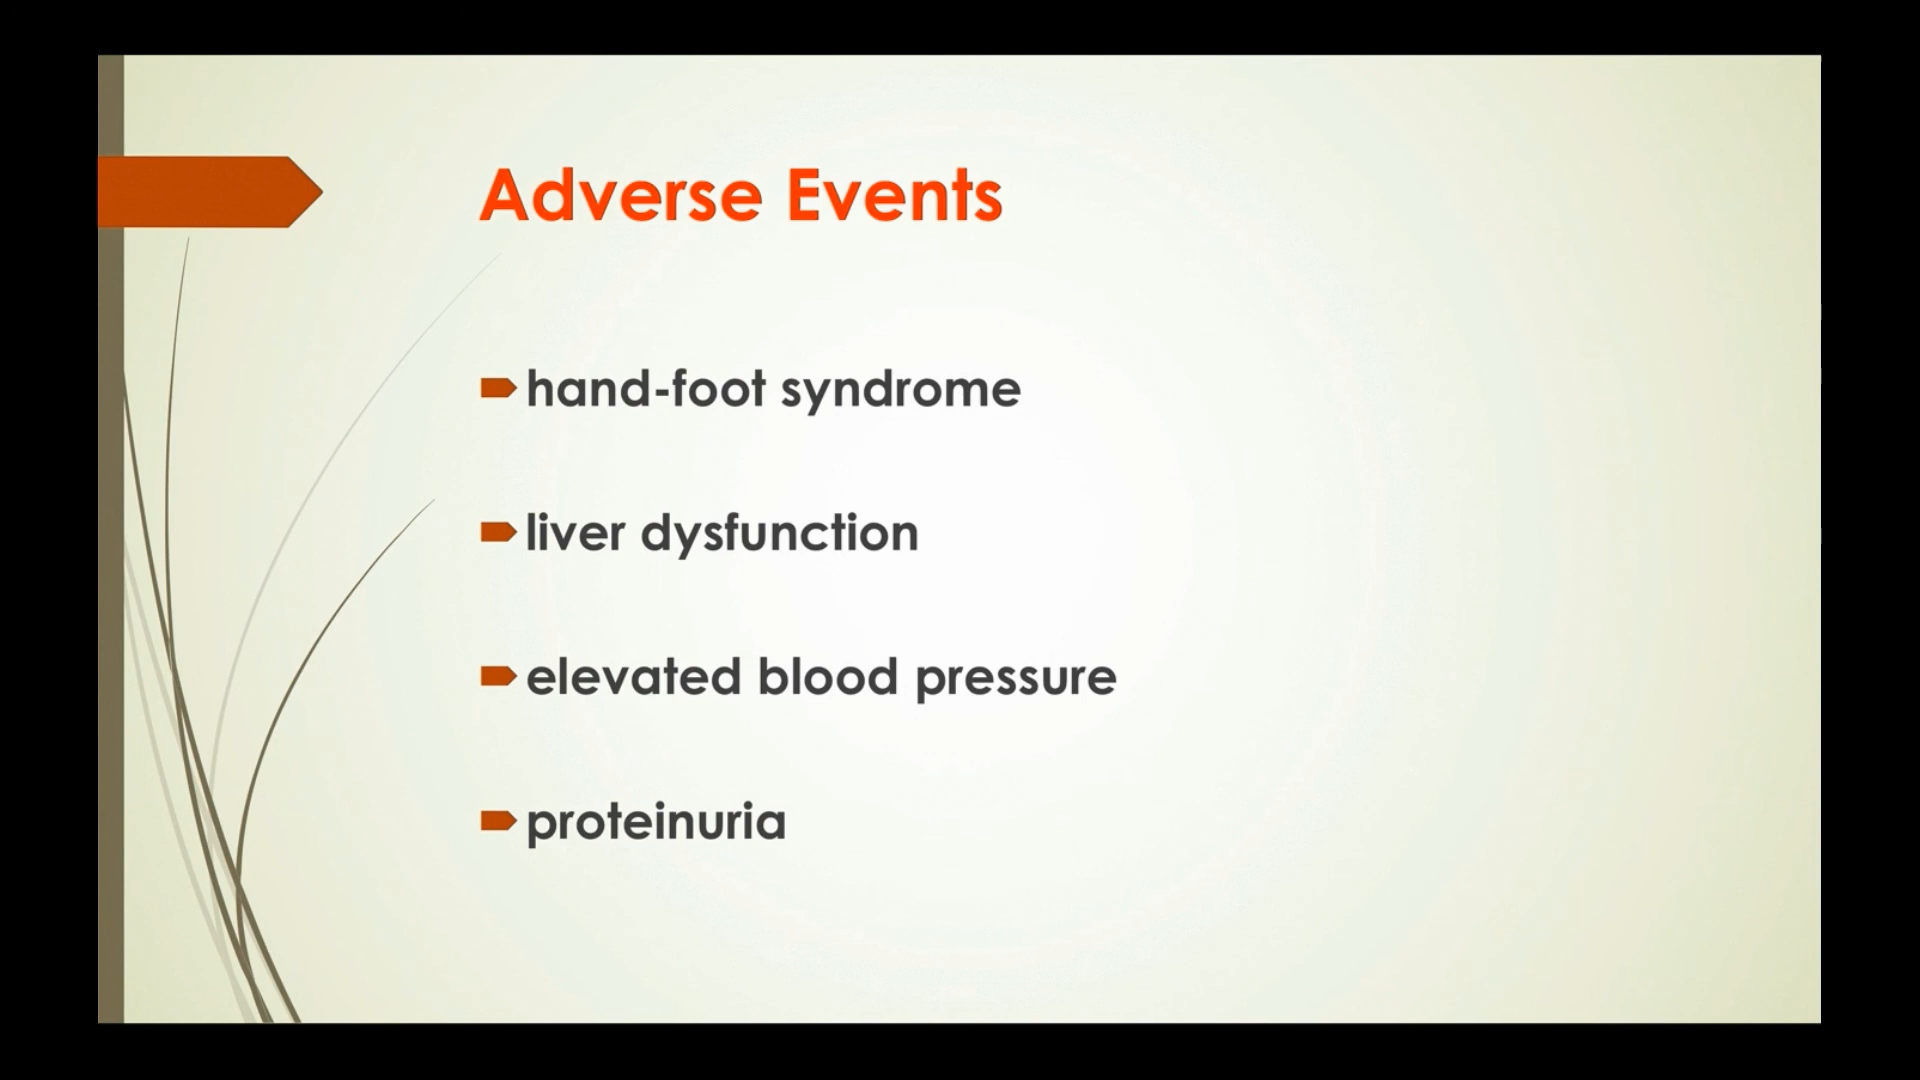 Adverse Events
hand-foot syndrome
liver dysfunction
elevated blood pressure
proteinuria